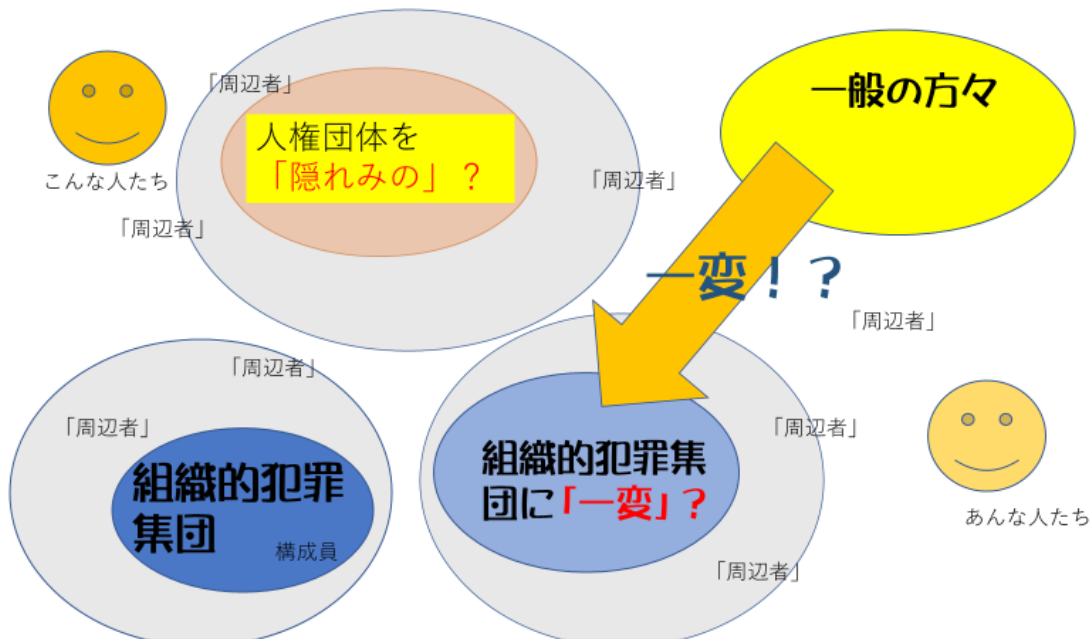 「周辺者」
一般の方々
人権団体を
「隠れみの」？
こんな人たち
「周辺者」
「周辺者」
一変！？
「周辺者」
「周辺者」
「周辺者」
「周辺者」
組織的犯罪
集団
構成員
組織的犯罪集
団に「一変」？
あんな人たち
「周辺者」